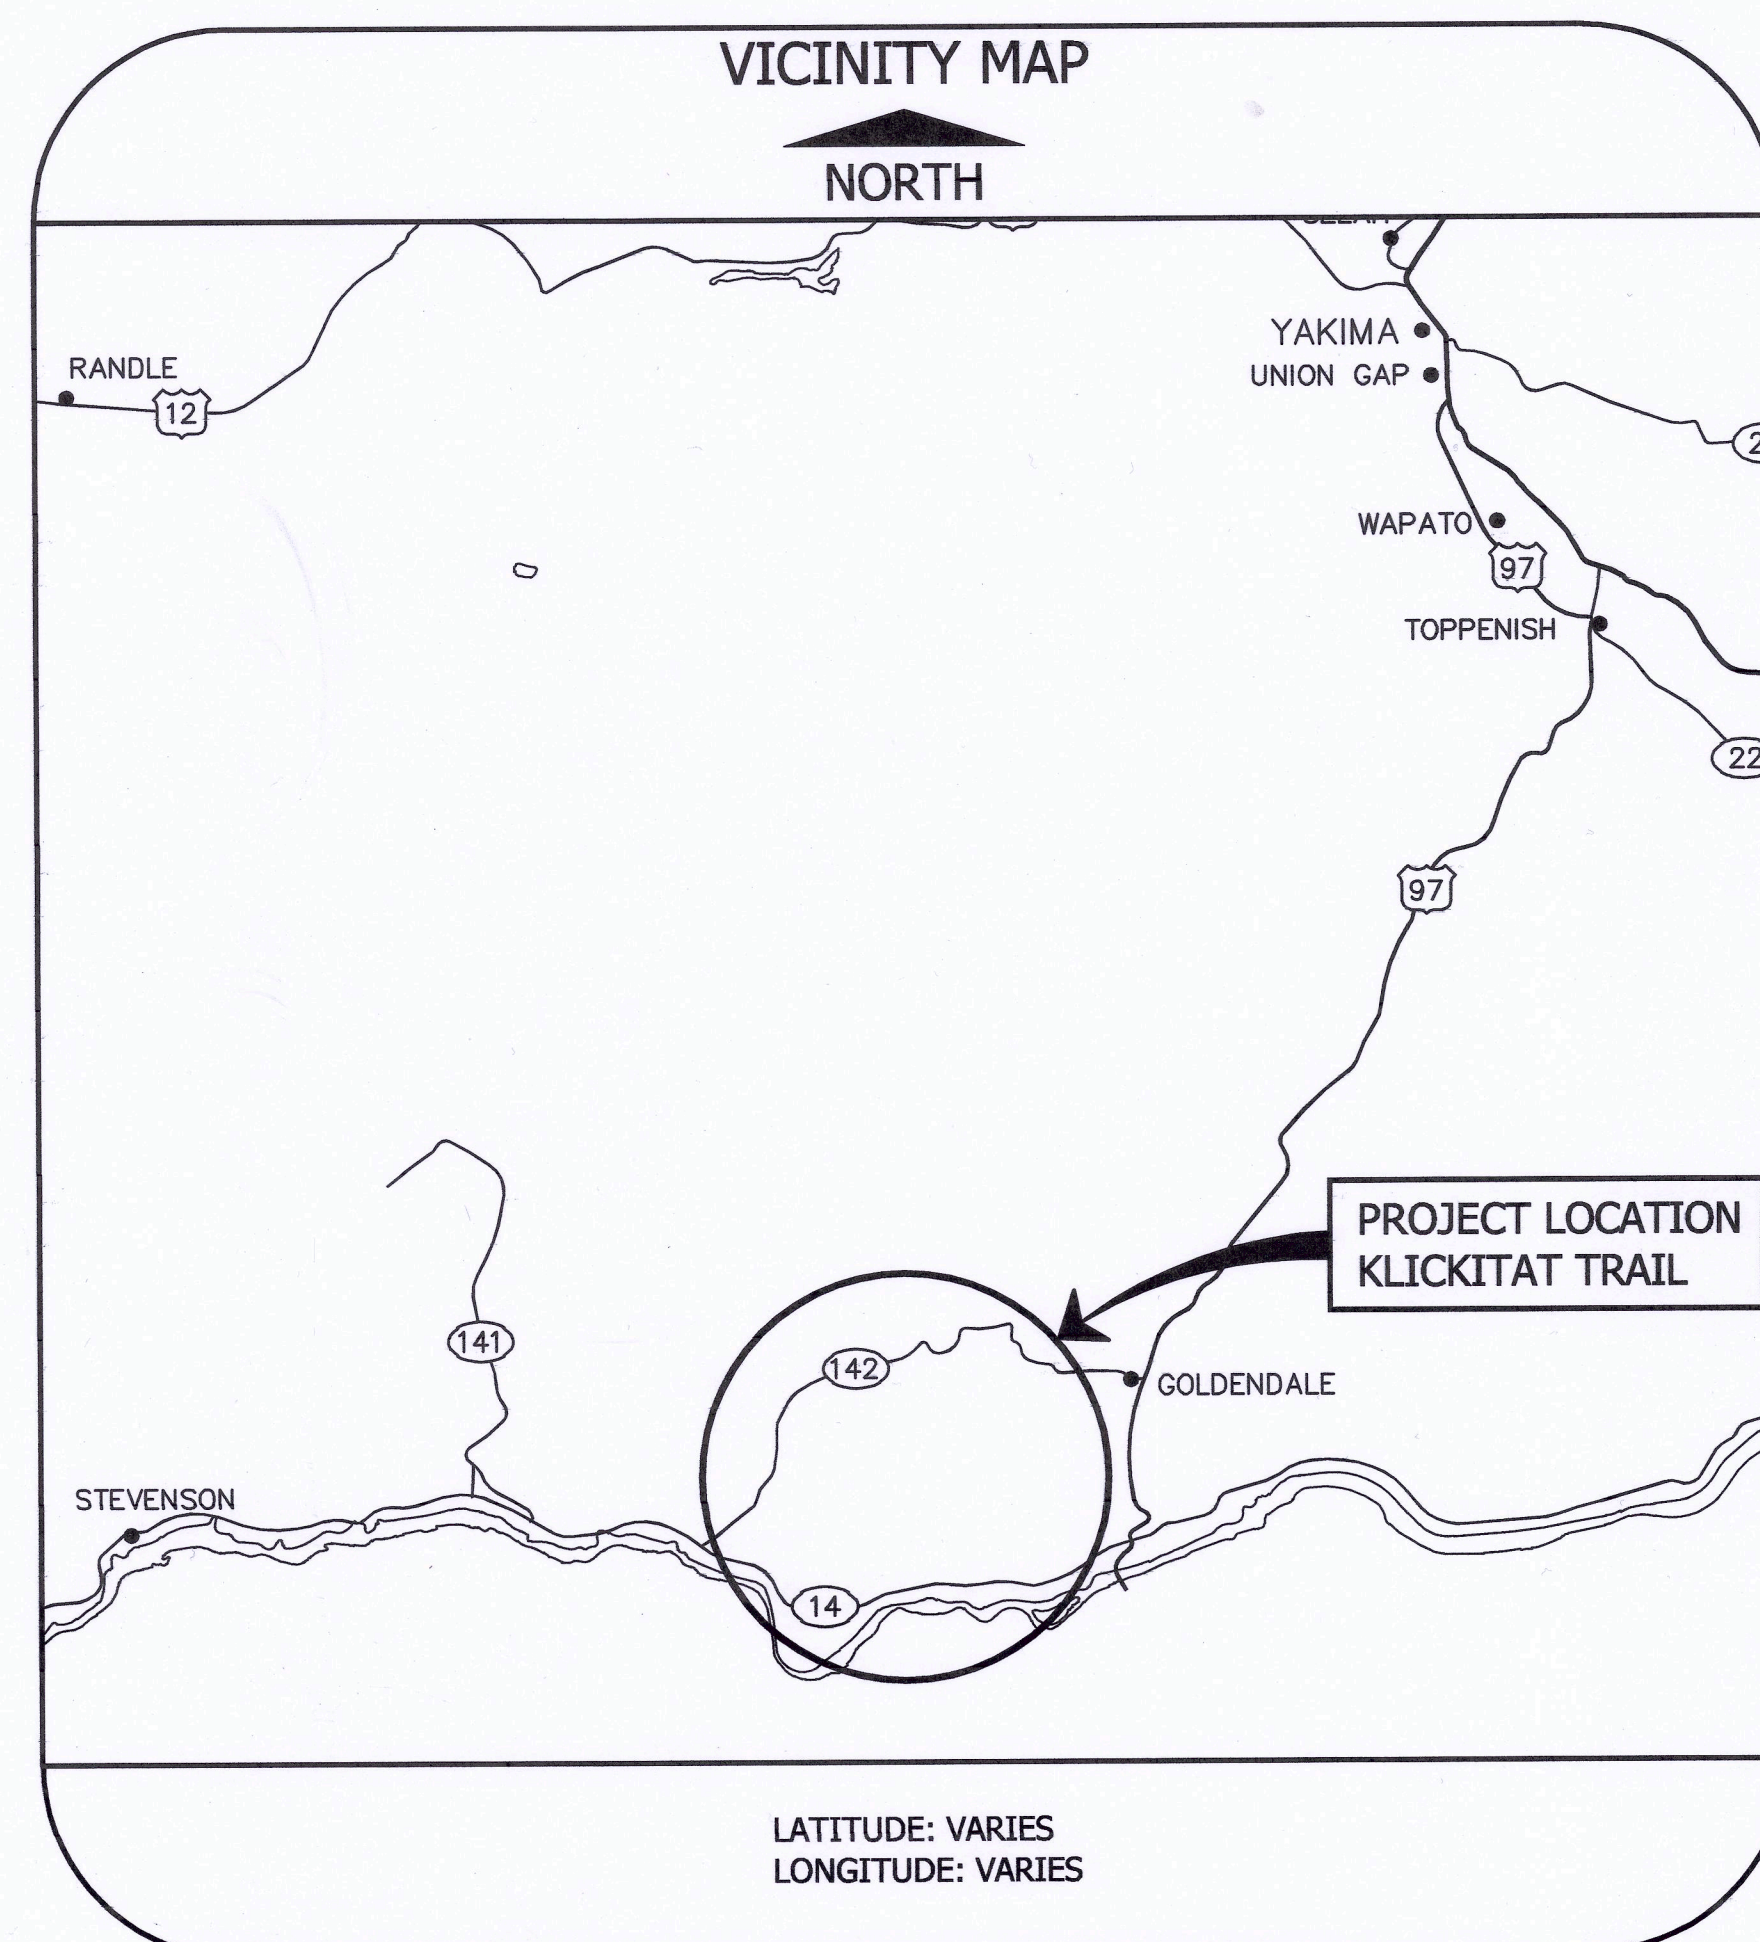 VICINITY MAP
NORTH
YAKIMA
UNION GAP
RANDLE
12
WAPATO
97
TOPPENISH
22
97
PROJECT LOCATION
KLICKITAT TRAIL
141
142
GOLDENDALE
STEVENSON
14
LATITUDE: VARIES
LONGITUDE: VARIES